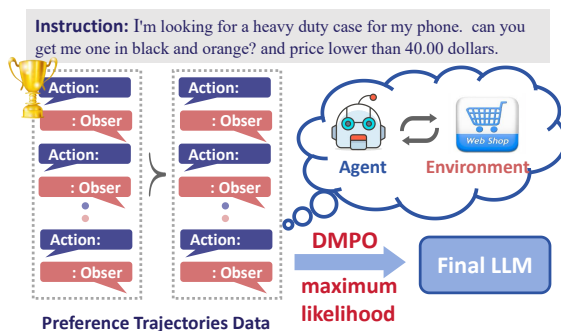 Instruction: I'm looking for a heavy duty case for my phone. can you
get me one in black and orange? and price lower than 40.00 dollars.
Action:
: Obser
Action:
: Obser
Action:
: Obser
Action:
: Obser
Action:
: Obser
Action:
: Obser
Web Shop
Agent
Environment
DMPO
maximum
likelihood
Final LLM
Preference Trajectories Data